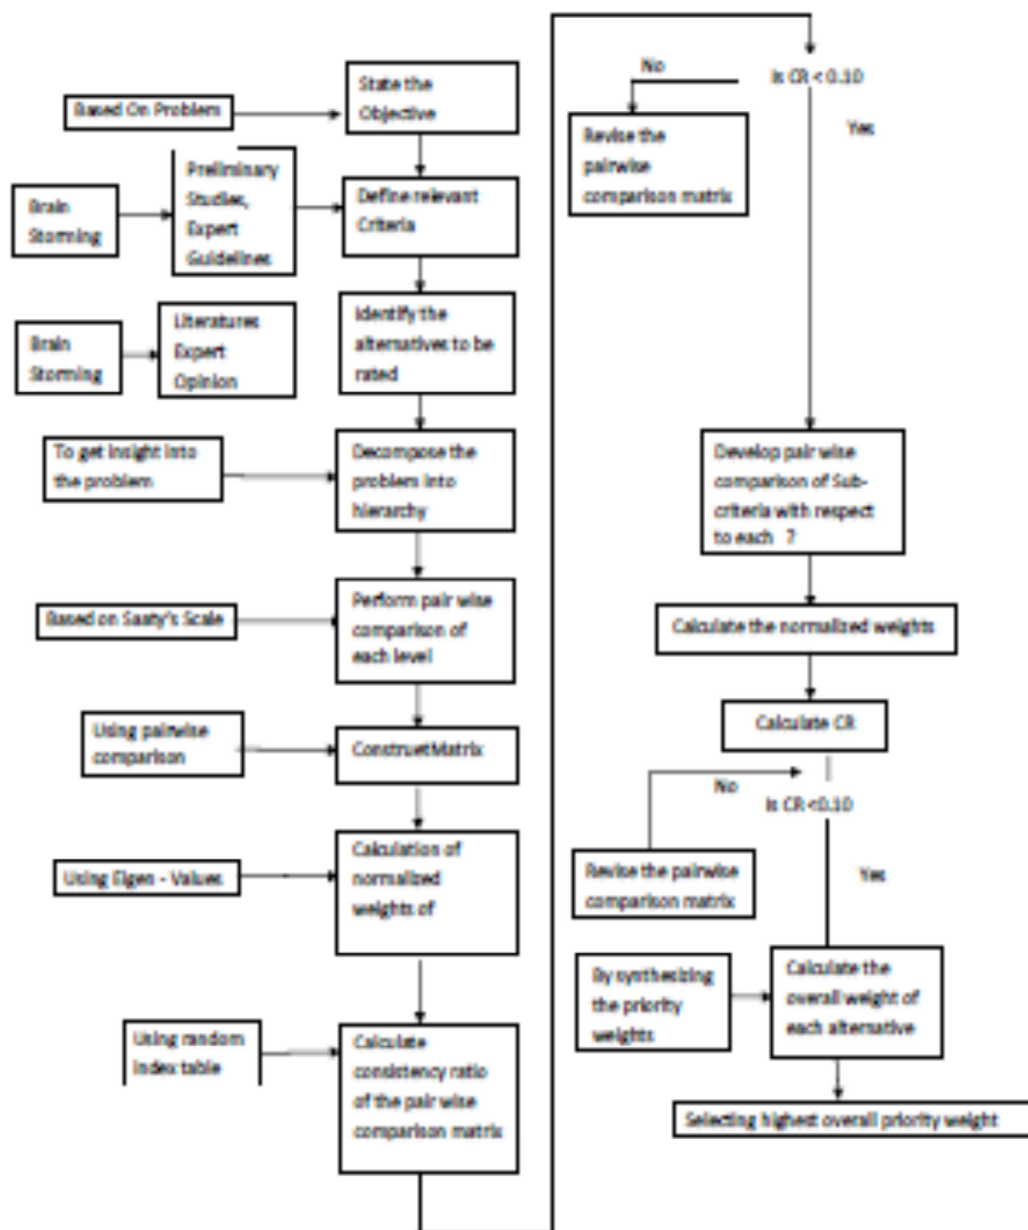 Based On Problem
State the
Objective
Brain
Storming
Preliminary
Studies,
Expert
Guidelines
Define relevant
Criteria
Brain
Storming
Literatures
Expert
Opinion
Identify the
alternatives to be
rated
To get insight into
the problem
Decompose the
problem into
hierarchy
Based on Saaty's Scale
Perform pair wise
comparison of
each level
Using pairwise
comparison
ConstructMatrix
Using Eigen - Values
Calculation of
normalized
weights of
Using random
index table
Calculate
consistency ratio
of the pair wise
comparison matrix
Is CR < 0.10
No
Yes
Revise the
pairwise
comparison matrix
Develop pair wise
comparison of Sub-
criteria with respect
to each ?
Calculate the normalized weights
Calculate CR
No
Is CR <0.10
Yes
Revise the pairwise
comparison matrix
By synthesizing
the priority
weights
Calculate the
overall weight of
each alternative
Selecting highest overall priority weight